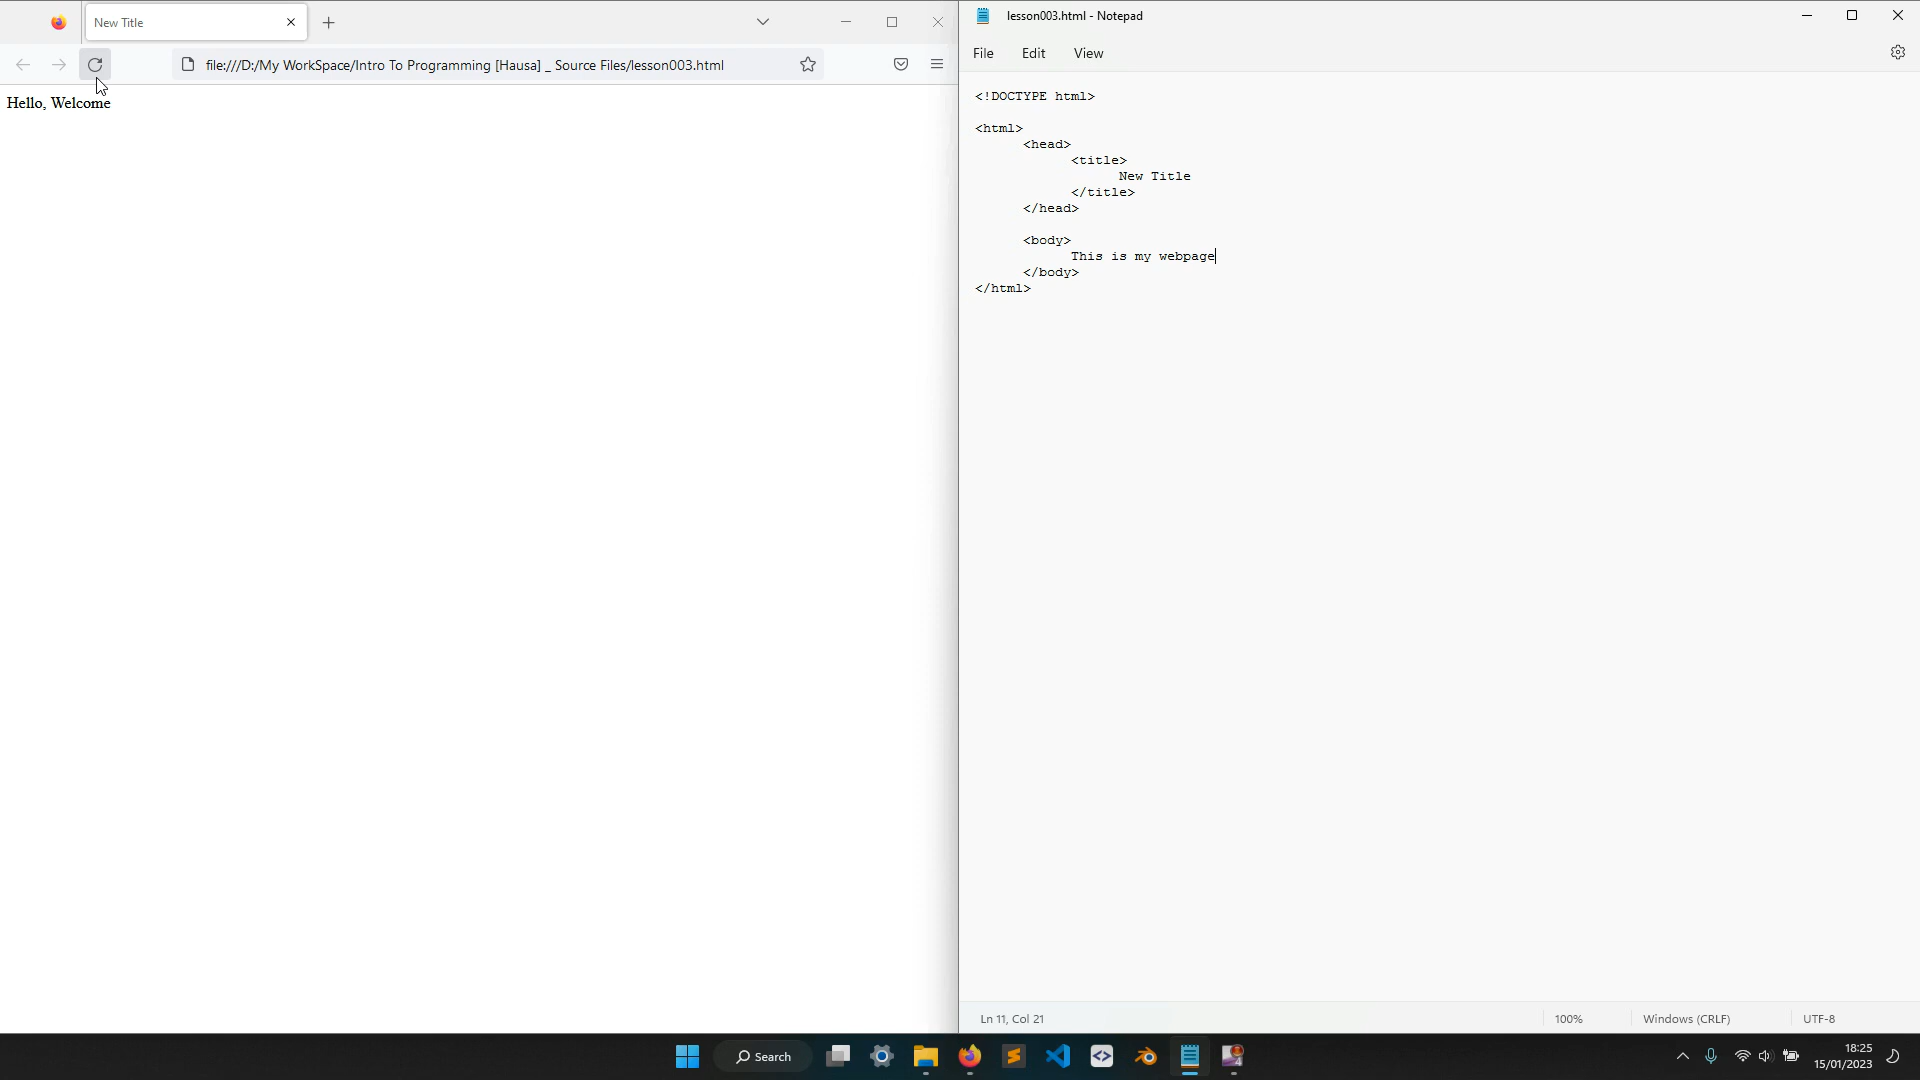 New Title
file:///D:/My WorkSpace/Intro To Programming [Hausa] _ Source Files/lesson003.html
Hello, Welcome
lesson003.html - Notepad
File Edit View
<!DOCTYPE html>
<html>
<head>
<title>
New Title
</title>
</head>
<body>
This is my webpage
</body>
</html>
Ln 11, Col 21 100% Windows (CRLF) UTF-8
Search
18:25
15/01/2023